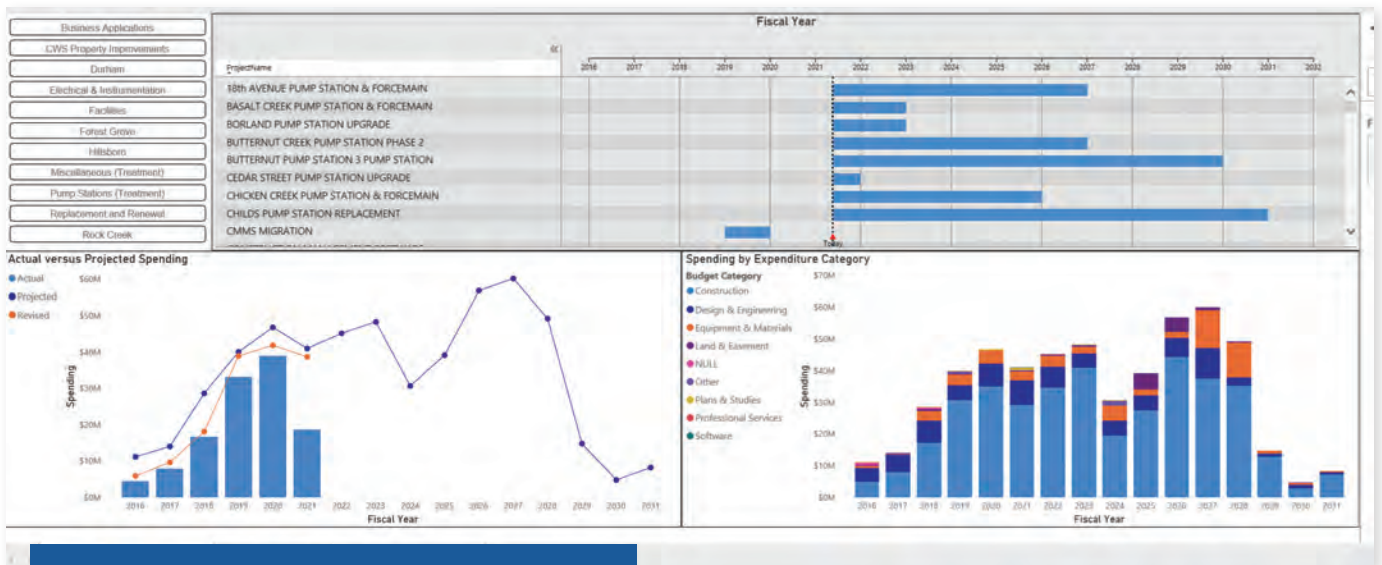 Business Applications
CWS Property Improvements
Durham
Electrical & Instrumentation
Facilities
Forest Grove
Hillsboro
Miscellaneous (Treatment)
Pump Stations (Treatment)
Replacement and Renewal
Rock Creek
Fiscal Year
ProjectName
2016 2017 2018 2019 2020 2021 2022 2023 2024 2025 2026 2027 2028 2029 2030 2031 2032
18th AVENUE PUMP STATION & FORCEMAIN
BASALT CREEK PUMP STATION & FORCEMAIN
BORLAND PUMP STATION UPGRADE
BUTTERNUT CREEK PUMP STATION PHASE 2
BUTTERNUT PUMP STATION 3 PUMP STATION
CEDAR STREET PUMP STATION UPGRADE
CHICKEN CREEK PUMP STATION & FORCEMAIN
CHILDS PUMP STATION REPLACEMENT
CMMS MIGRATION
Today
Actual versus Projected Spending
Actual
Projected
Revised
$60M
$50M
$40M
$30M
$20M
$10M
$0M
Spending
2016 2017 2018 2019 2020 2021 2022 2023 2024 2025 2026 2027 2028 2029 2030 2031
Fiscal Year
Spending by Expenditure Category
Budget Category
Construction
Design & Engineering
Equipment & Materials
Land & Easement
NULL
Other
Plans & Studies
Professional Services
Software
$70M
$60M
$50M
$40M
$30M
$20M
$10M
$0M
Spending
2016 2017 2018 2019 2020 2021 2022 2023 2024 2025 2026 2027 2028 2029 2030 2031
Fiscal Year